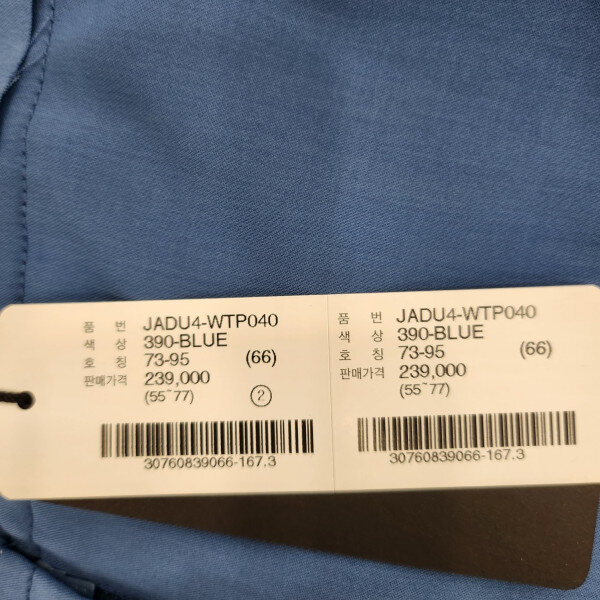 품 번 JADU4-WTP040
색 상 390-BLUE
호 칭 73-95 (66)
판매가격 239,000
(55~77) 2
30760839066-167.3
품 번 JADU4-WTP040
색 상 390-BLUE
호 칭 73-95 (66)
판매가격 239,000
(55~77)
30760839066-167.3